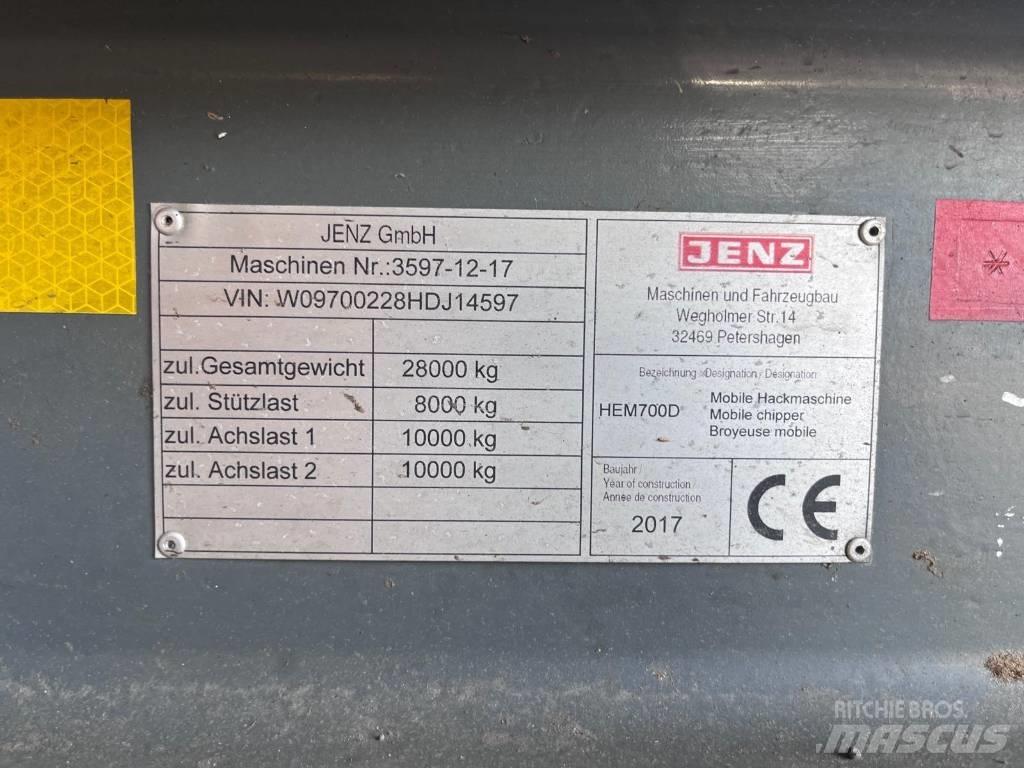 JENZ GmbH
Maschinen Nr.:3597-12-17
VIN: W09700228HDJ14597
zul.Gesamtgewicht 28000 kg
zul. Stützlast 8000 kg
zul. Achslast 1 10000 kg
zul. Achslast 2 10000 kg
JENZ
Maschinen und Fahrzeugbau
Wegholmer Str.14
32469 Petershagen
Bezeichnung /Designation / Désignation
HEM700D
Mobile Hackmaschine
Mobile chipper
Broyeuse mobile
Baujahr/
Year of construction
Année de construction
2017
CE
RITCHIE BROS.
MASCUS